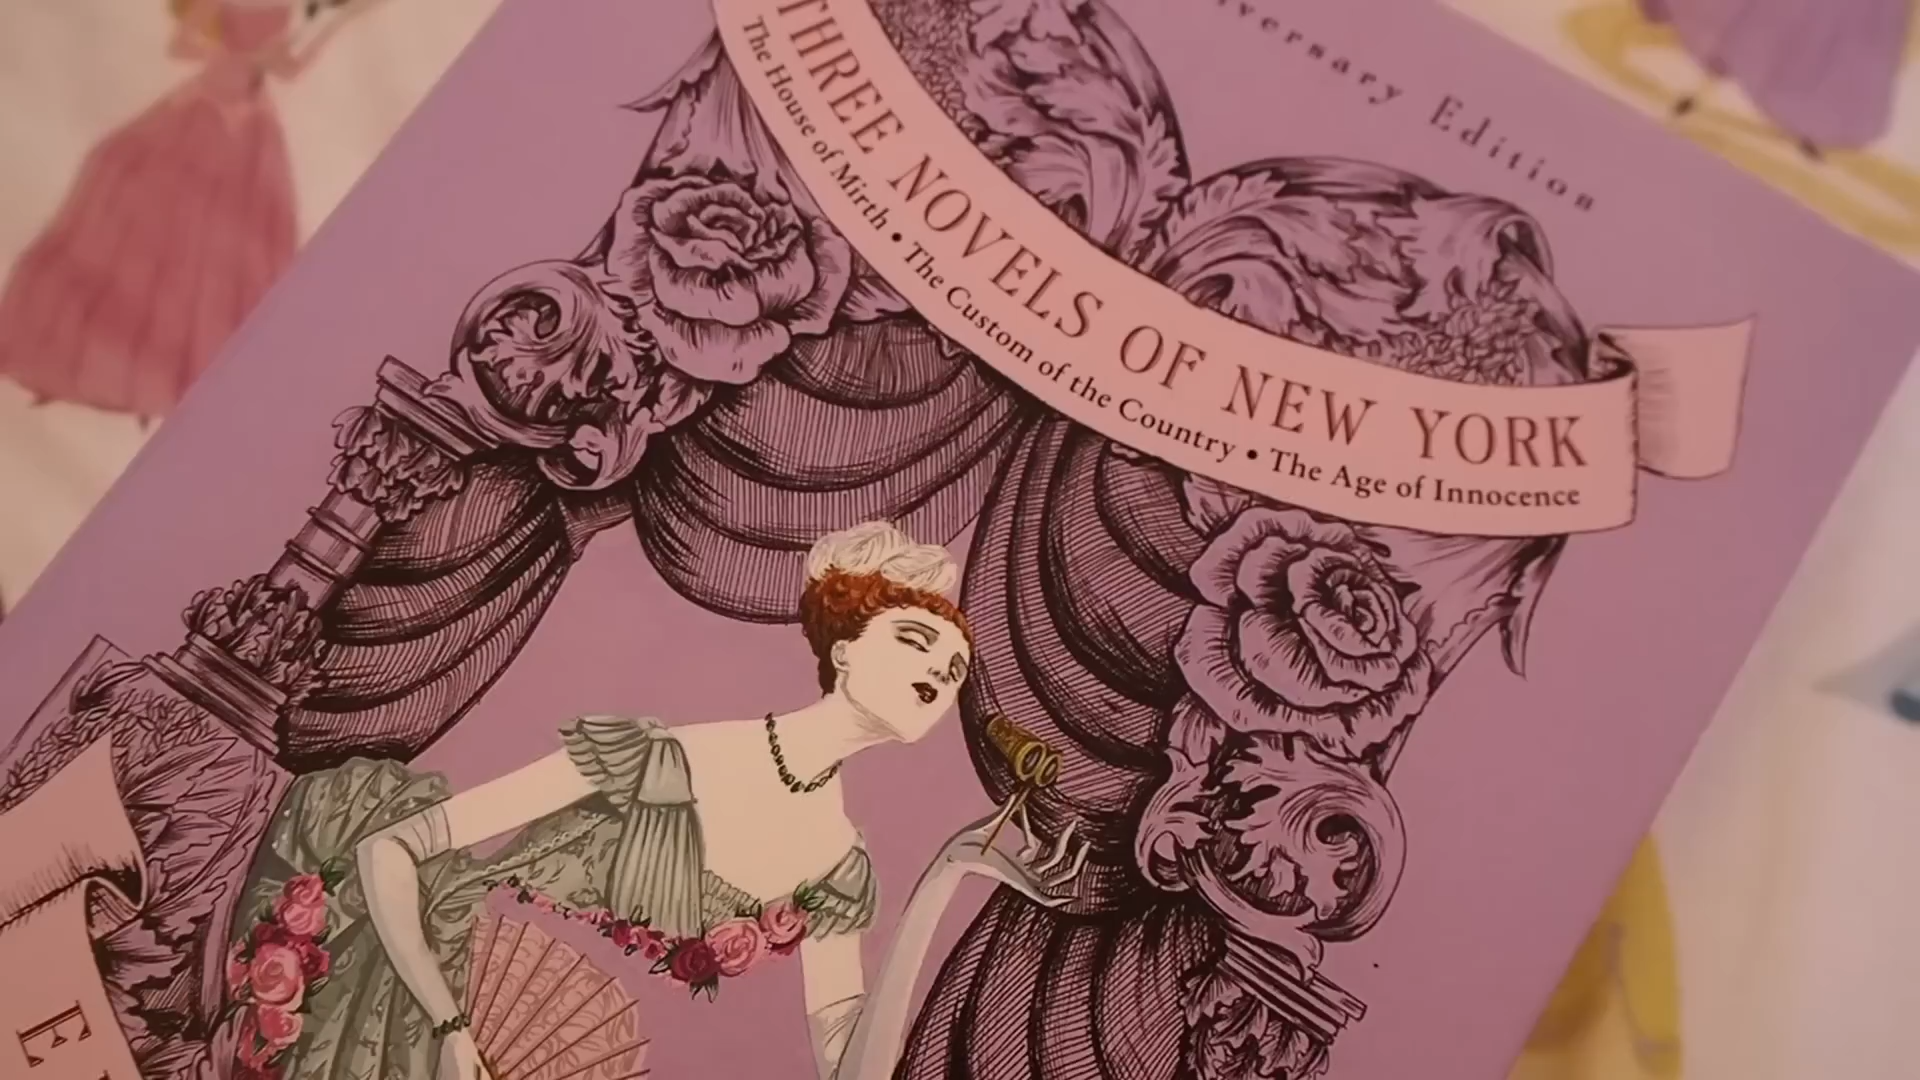 Edition
THREE NOVELS OF NEW YORK
The House of Mirth • The Custom of the Country • The Age of Innocence
E